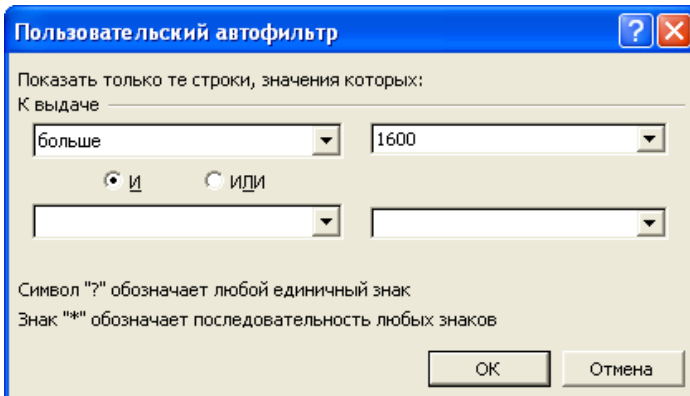 Пользовательский автофильтр
Показать только те строки, значения которых:
К выдаче
больше 1600
И ИЛИ
Символ "?" обозначает любой единичный знак
Знак "*" обозначает последовательность любых знаков
ОК Отмена